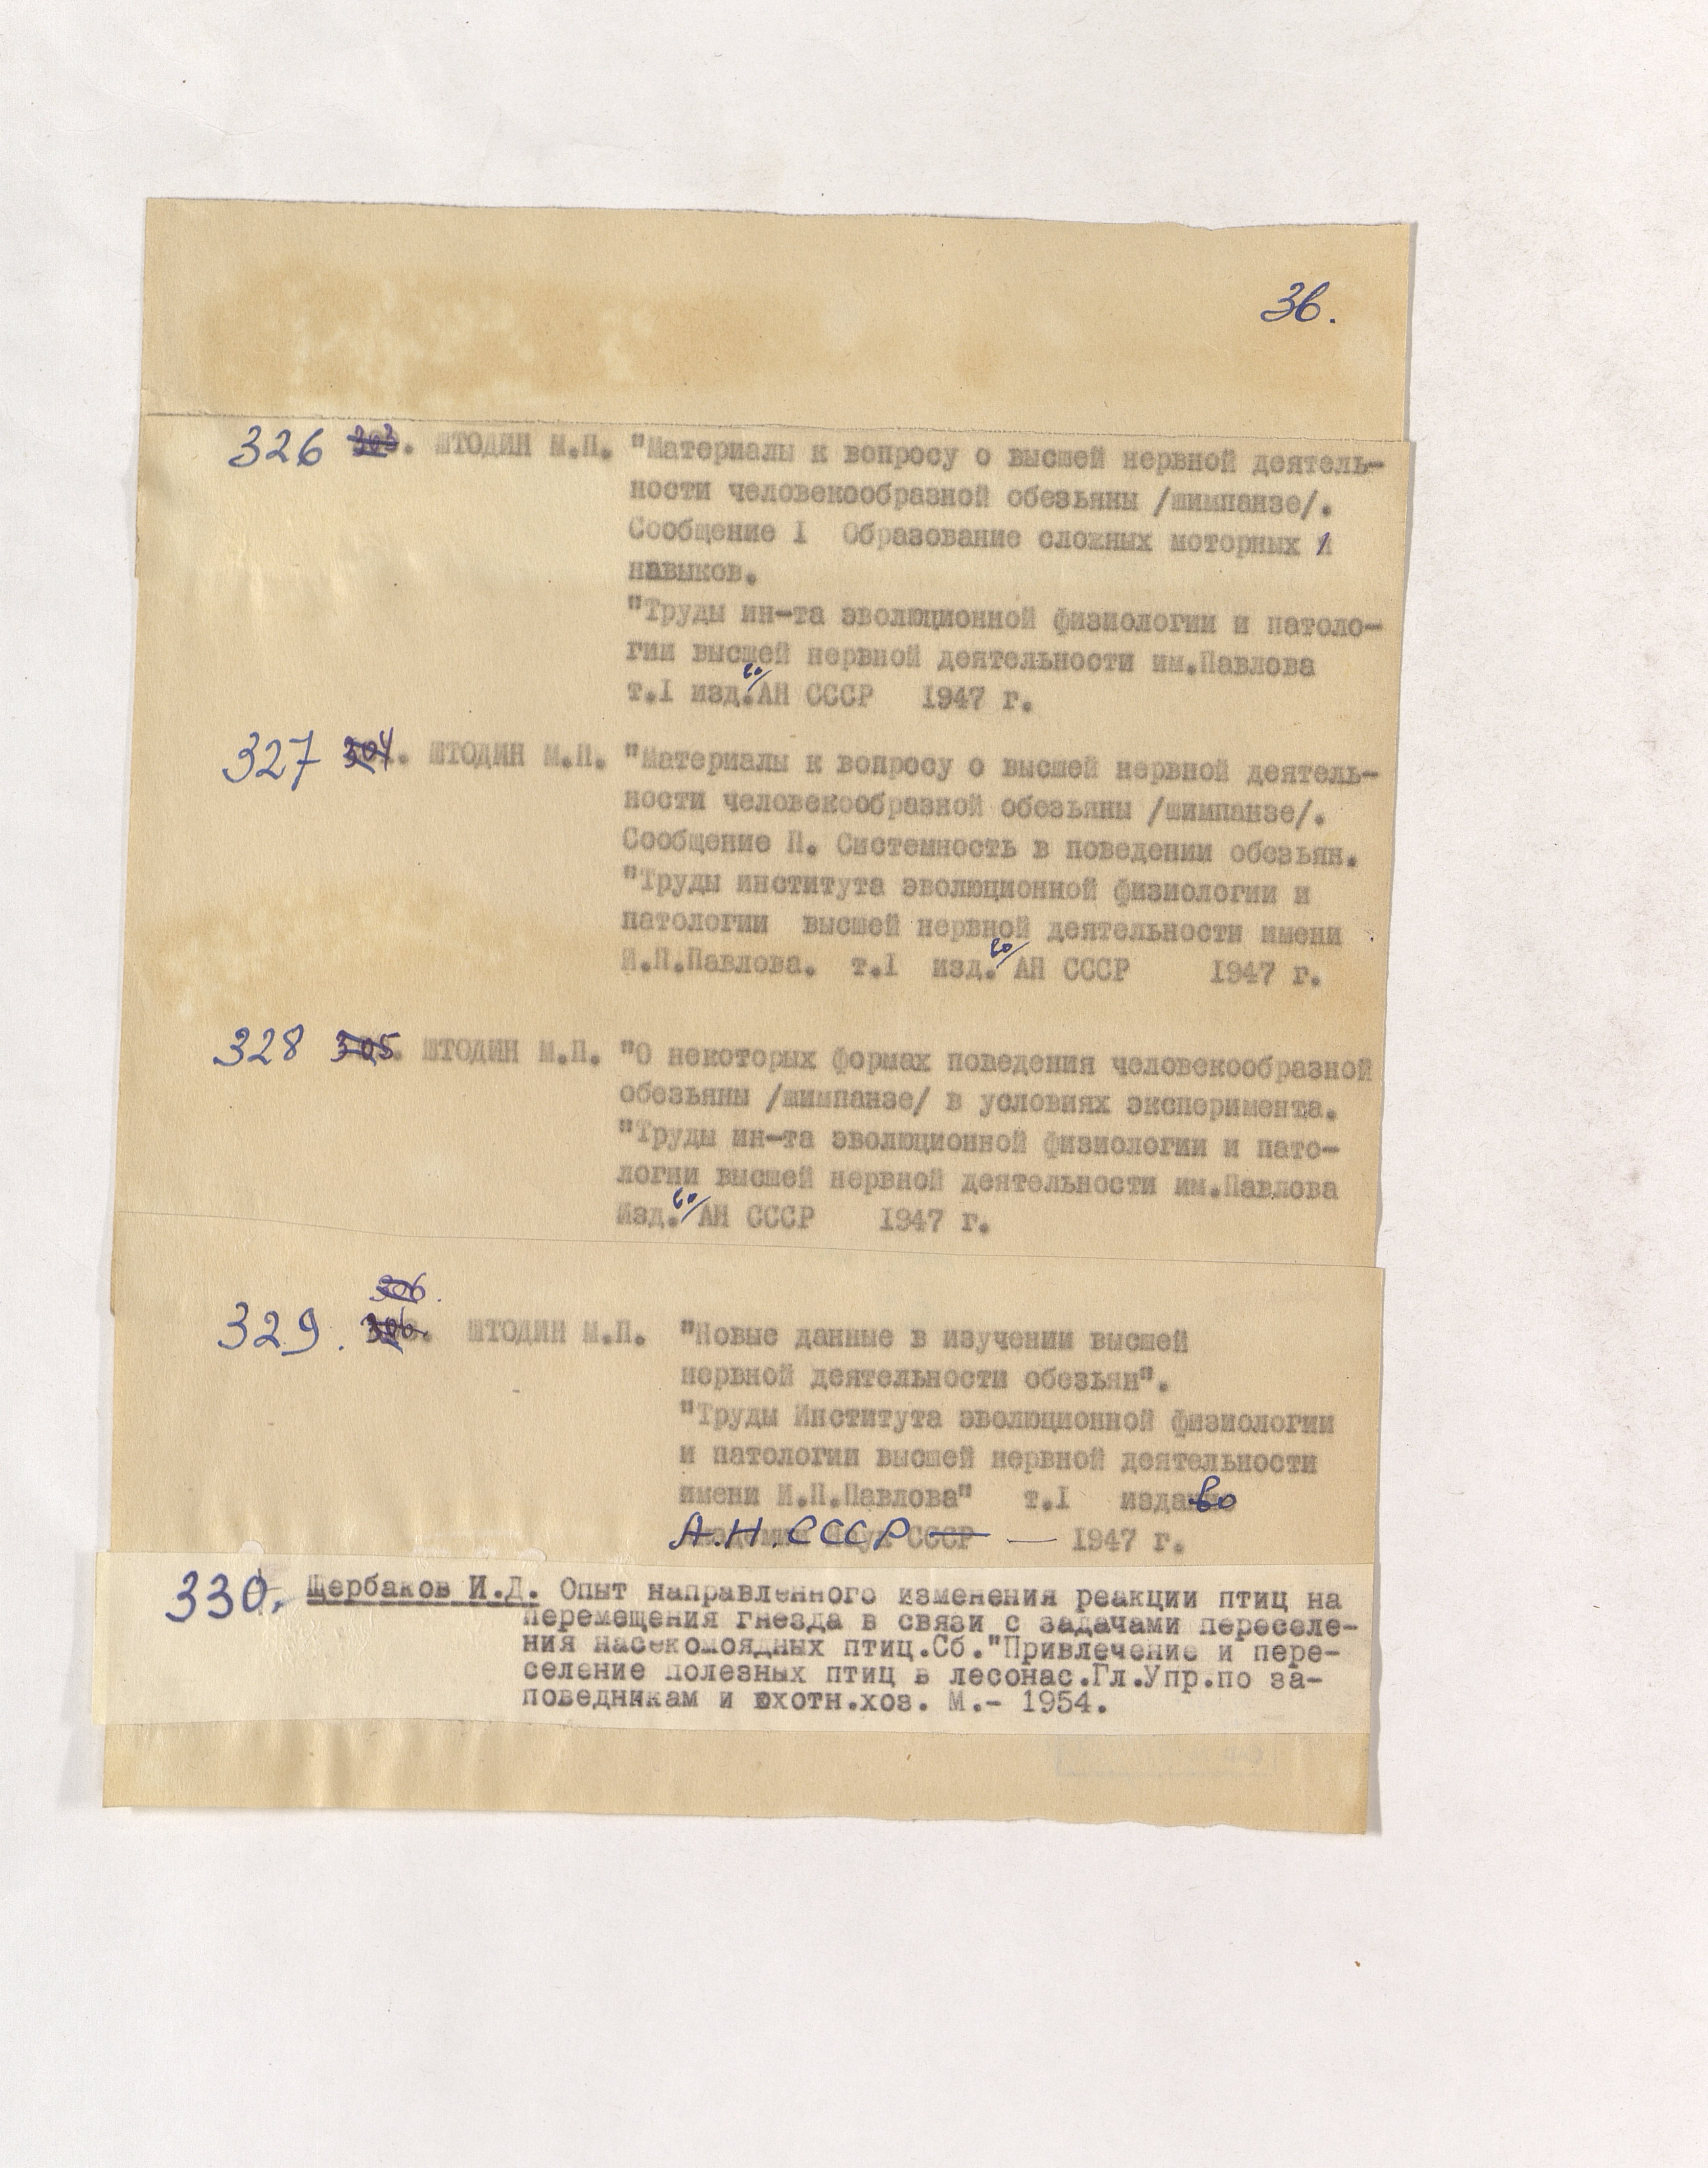 36.
326 303. ШТОДИН М.П. "Материалы к вопросу о высшей нервной деятель-
ности человекообразной обезьяны /шимпанзе/.
Сообщение I Образование сложных моторных
навыков.
"Труды ин-та эволюционной физиологии и патоло-
гии высшей нервной деятельности им.Павлова
т.I изд.во АН СССР 1947 г.
327 304. ШТОДИН М.П. "Материалы к вопросу о высшей нервной деятель-
ности человекообразной обезьяны /шимпанзе/.
Сообщение П. Системность в поведении обезьян.
"Труды института эволюционной физиологии и
патологии высшей нервной деятельности имени
И.П.Павлова. т.I изд.во АН СССР 1947 г.
328 305. ШТОДИН М.П. "О некоторых формах поведения человекообразной
обезьяны /шимпанзе/ в условиях эксперимента.
"Труды ин-та эволюционной физиологии и пато-
логии высшей нервной деятельности им.Павлова
Изд.во АН СССР 1947 г.
306.
329. 306. ШТОДИН М.П. "Новые данные в изучении высшей
нервной деятельности обезьян".
"Труды Института эволюционной физиологии
и патологии высшей нервной деятельности
имени И.П.Павлова" т.I издво
А.Н.СССР — 1947 г.
330. Щербаков И.Д. Опыт направленного изменения реакции птиц на
перемещения гнезда в связи с задачами переселе-
ния насекомоядных птиц.Сб."Привлечение и пере-
селение полезных птиц в лесонас.Гл.Упр.по за-
поведникам и охотн.хоз. М.- 1954.